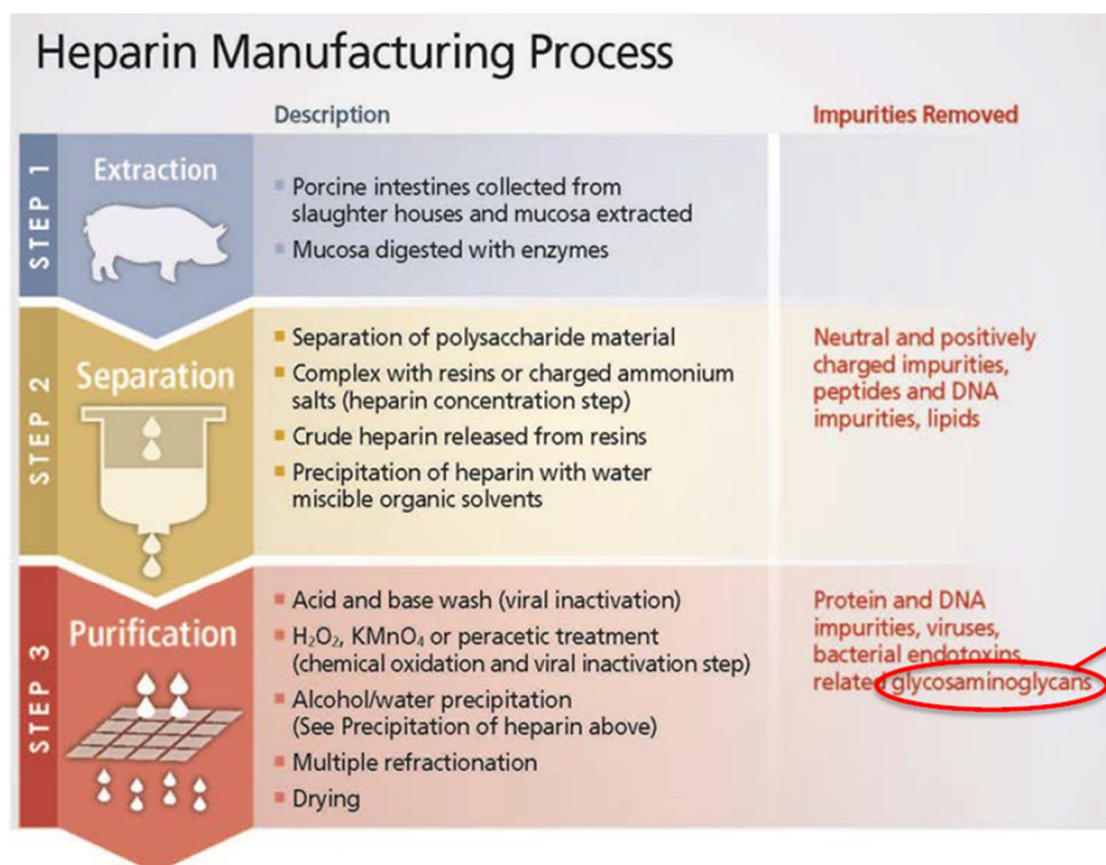 Heparin Manufacturing Process
Description
Impurities Removed
STEP 1
Extraction
Porcine intestines collected from
slaughter houses and mucosa extracted
Mucosa digested with enzymes
STEP 2
Separation
Separation of polysaccharide material
Complex with resins or charged ammonium
salts (heparin concentration step)
Crude heparin released from resins
Precipitation of heparin with water
miscible organic solvents
Neutral and positively
charged impurities,
peptides and DNA
impurities, lipids
STEP 3
Purification
Acid and base wash (viral inactivation)
H₂O₂, KMnO₄ or peracetic treatment
(chemical oxidation and viral inactivation step)
Alcohol/water precipitation
(See Precipitation of heparin above)
Multiple refractionation
Drying
Protein and DNA
impurities, viruses,
bacterial endotoxins,
related glycosaminoglycans